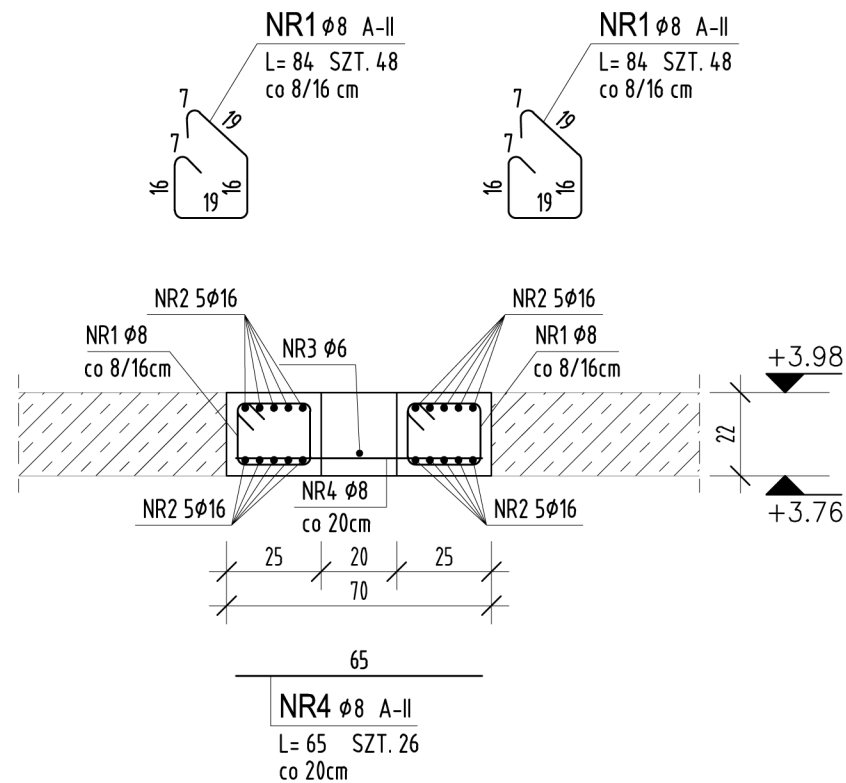 NR1 ϕ8 A-II
L= 84 SZT. 48
co 8/16 cm
7
19
7
16
16
19
NR1 ϕ8 A-II
L= 84 SZT. 48
co 8/16 cm
7
19
7
16
16
19
NR2 5ϕ16
NR2 5ϕ16
NR1 ϕ8
co 8/16cm
NR3 ϕ6
NR1 ϕ8
co 8/16cm
+3.98
22
NR2 5ϕ16
NR4 ϕ8
co 20cm
NR2 5ϕ16
+3.76
25
20
25
70
65
NR4 ϕ8 A-II
L= 65 SZT. 26
co 20cm